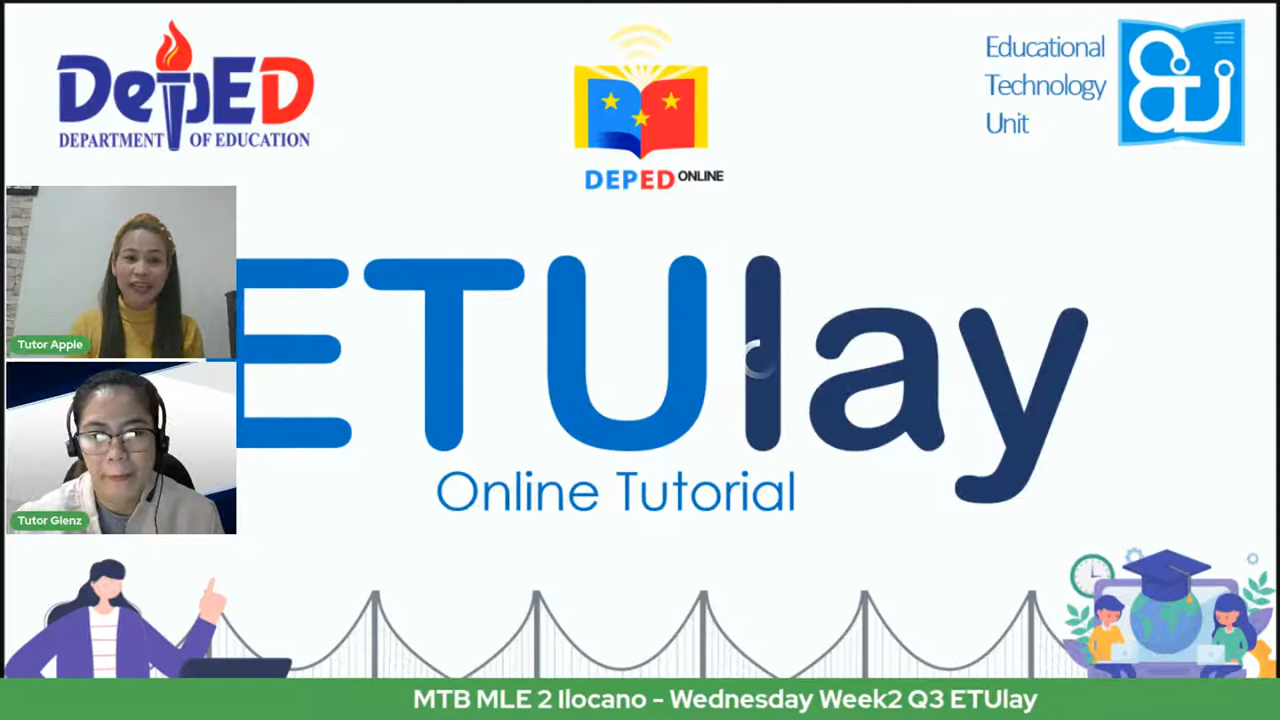 DepED
DEPARTMENT OF EDUCATION
DEPED ONLINE
Educational
Technology
Unit
ETU
Tutor Apple
ETUlay
Online Tutorial
Tutor Glenz
MTB MLE 2 Ilocano - Wednesday Week2 Q3 ETUlay